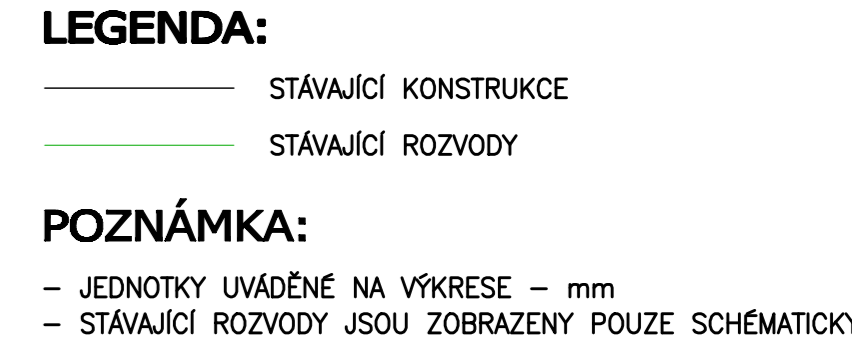 LEGENDA:
STÁVAJÍCÍ KONSTRUKCE
STÁVAJÍCÍ ROZVODY
POZNÁMKA:
– JEDNOTKY UVÁDĚNÉ NA VÝKRESE – mm
– STÁVAJÍCÍ ROZVODY JSOU ZOBRAZENY POUZE SCHÉMATICKY